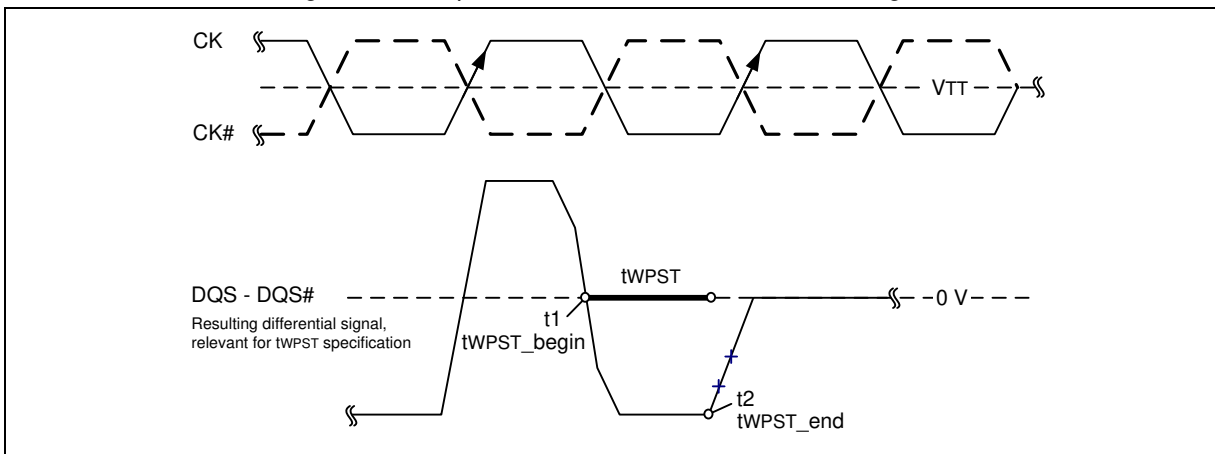 CK
VTT
CK#
tWPST
DQS - DQS#
0 V
Resulting differential signal,
relevant for tWPST specification
t1
tWPST_begin
t2
tWPST_end